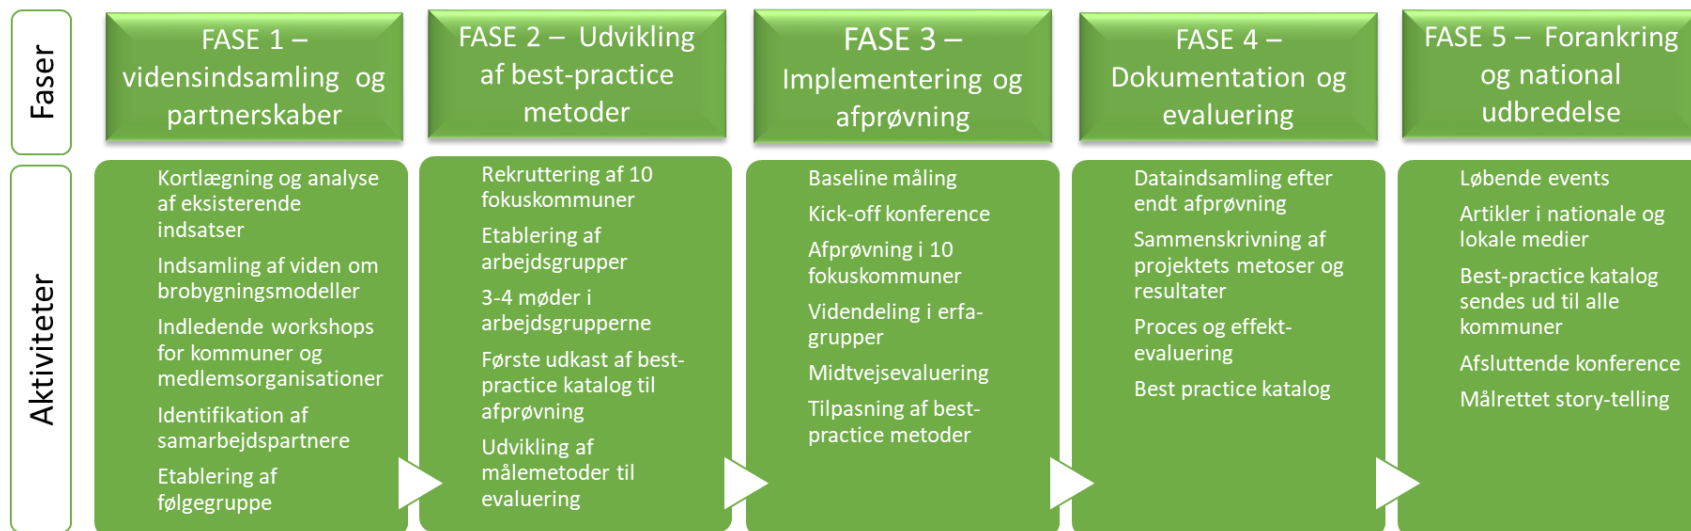 Faser
FASE 1 –
vidensindsamling og
partnerskaber
FASE 2 – Udvikling
af best-practice
metoder
FASE 3 –
Implementering og
afprøvning
FASE 4 –
Dokumentation og
evaluering
FASE 5 – Forankring
og national
udbredelse
Aktiviteter
Kortlægning og analyse
af eksisterende
indsatser
Indsamling af viden om
brobygningsmodeller
Indledende workshops
for kommuner og
medlemsorganisationer
Identifikation af
samarbejdspartnere
Etablering af
følgegruppe
Rekruttering af 10
fokuskommuner
Etablering af
arbejdsgrupper
3-4 møder i
arbejdsgrupperne
Første udkast af best-
practice katalog til
afprøvning
Udvikling af
målemetoder til
evaluering
Baseline måling
Kick-off konference
Afprøvning i 10
fokuskommuner
Videndeling i erfa-
grupper
Midtvejsevaluering
Tilpasning af best-
practice metoder
Dataindsamling efter
endt afprøvning
Sammenskrivning af
projektets metoser og
resultater
Proces og effekt-
evaluering
Best practice katalog
Løbende events
Artikler i nationale og
lokale medier
Best-practice katalog
sendes ud til alle
kommuner
Afsluttende konference
Målrettet story-telling